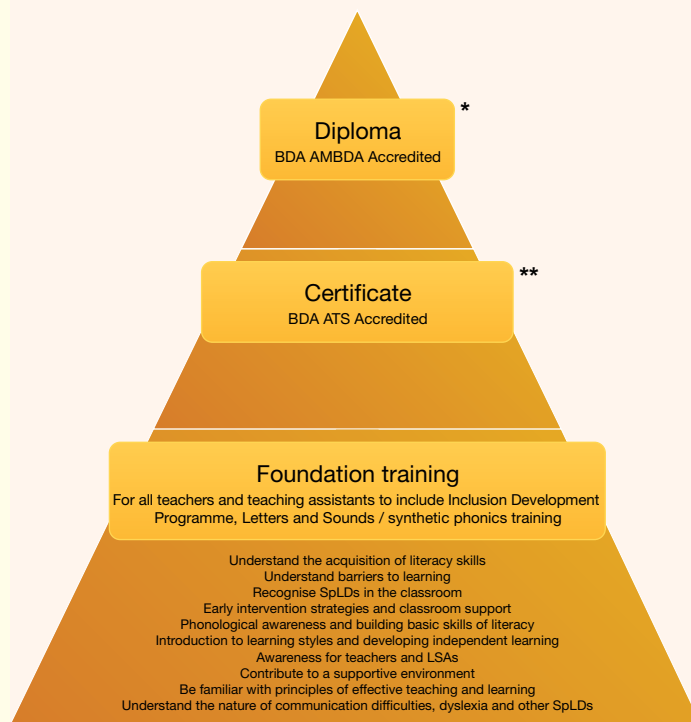 *
Diploma
BDA AMBDA Accredited
**
Certificate
BDA ATS Accredited
Foundation training
For all teachers and teaching assistants to include Inclusion Development
Programme, Letters and Sounds / synthetic phonics training
Understand the acquisition of literacy skills
Understand barriers to learning
Recognise SpLDs in the classroom
Early intervention strategies and classroom support
Phonological awareness and building basic skills of literacy
Introduction to learning styles and developing independent learning
Awareness for teachers and LSAs
Contribute to a supportive environment
Be familiar with principles of effective teaching and learning
Understand the nature of communication difficulties, dyslexia and other SpLDs